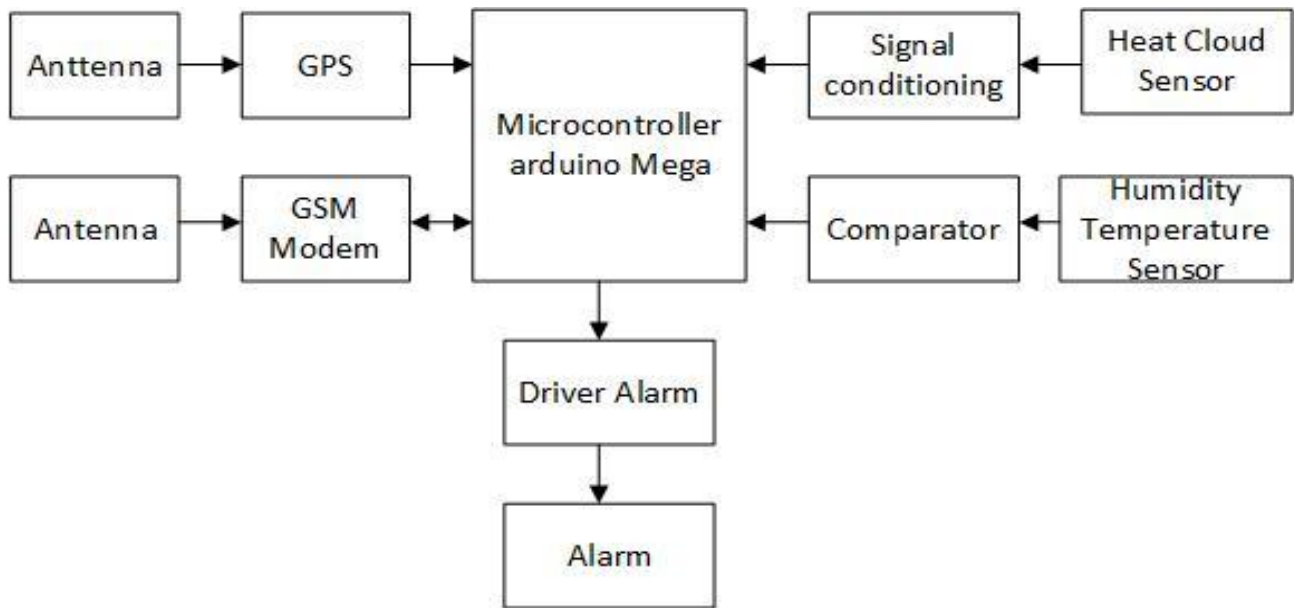 Anttenna
GPS
Microcontroller
arduino Mega
Signal
conditioning
Heat Cloud
Sensor
Antenna
GSM
Modem
Comparator
Humidity
Temperature
Sensor
Driver Alarm
Alarm